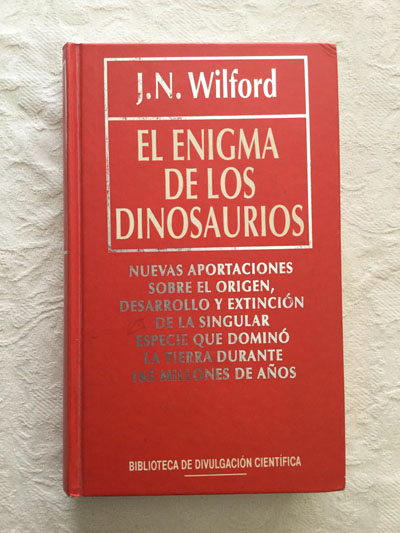 J.N. Wilford
EL ENIGMA
DE LOS
DINOSAURIOS
NUEVAS APORTACIONES
SOBRE EL ORIGEN,
DESARROLLO Y EXTINCIÓN
DE LA SINGULAR
ESPECIE QUE DOMINÓ
LA TIERRA DURANTE
MILLONES DE AÑOS
BIBLIOTECA DE DIVULGACIÓN CIENTÍFICA